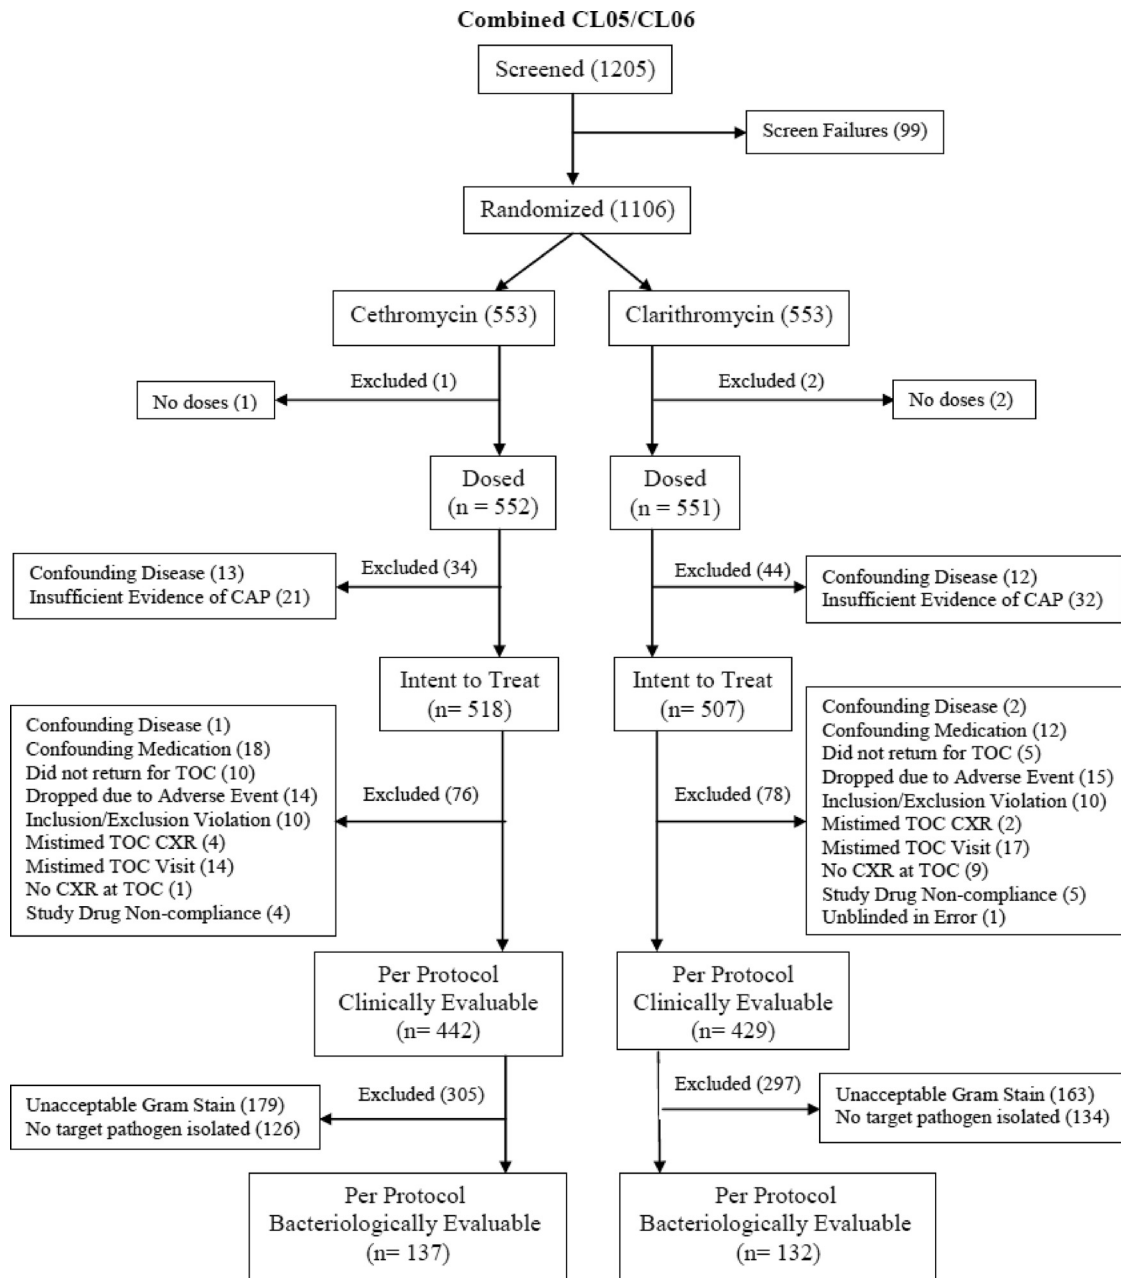 Combined CL05/CL06
Screened (1205)
Screen Failures (99)
Randomized (1106)
Cethromycin (553)
Clarithromycin (553)
Excluded (1)
No doses (1)
Excluded (2)
No doses (2)
Dosed
(n = 552)
Dosed
(n = 551)
Excluded (34)
Confounding Disease (13)
Insufficient Evidence of CAP (21)
Excluded (44)
Confounding Disease (12)
Insufficient Evidence of CAP (32)
Intent to Treat
(n= 518)
Intent to Treat
(n= 507)
Confounding Disease (1)
Confounding Medication (18)
Did not return for TOC (10)
Dropped due to Adverse Event (14)
Inclusion/Exclusion Violation (10)
Mistimed TOC CXR (4)
Mistimed TOC Visit (14)
No CXR at TOC (1)
Study Drug Non-compliance (4)
Excluded (76)
Excluded (78)
Confounding Disease (2)
Confounding Medication (12)
Did not return for TOC (5)
Dropped due to Adverse Event (15)
Inclusion/Exclusion Violation (10)
Mistimed TOC CXR (2)
Mistimed TOC Visit (17)
No CXR at TOC (9)
Study Drug Non-compliance (5)
Unblinded in Error (1)
Per Protocol
Clinically Evaluable
(n= 442)
Per Protocol
Clinically Evaluable
(n= 429)
Excluded (305)
Unacceptable Gram Stain (179)
No target pathogen isolated (126)
Excluded (297)
Unacceptable Gram Stain (163)
No target pathogen isolated (134)
Per Protocol
Bacteriologically Evaluable
(n= 137)
Per Protocol
Bacteriologically Evaluable
(n= 132)